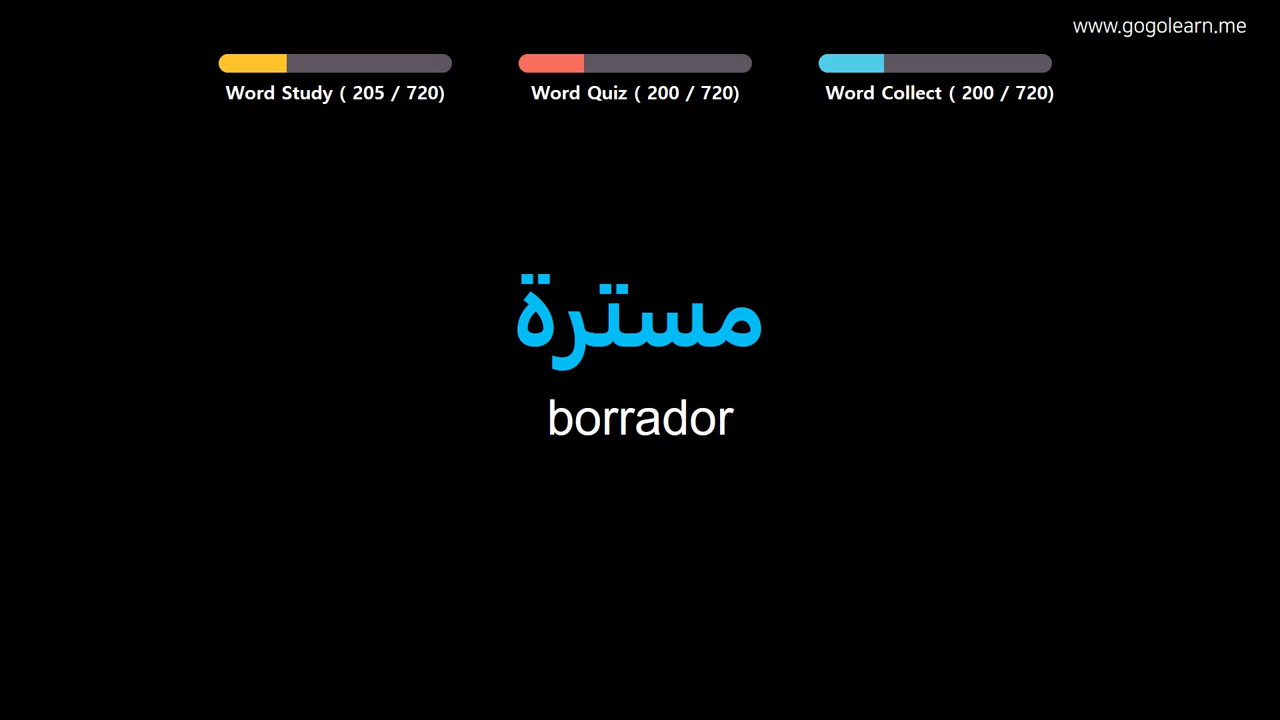 www.gogolearn.me
Word Study ( 205 / 720)
Word Quiz ( 200 / 720)
Word Collect ( 200 / 720)
مسترة
borrador